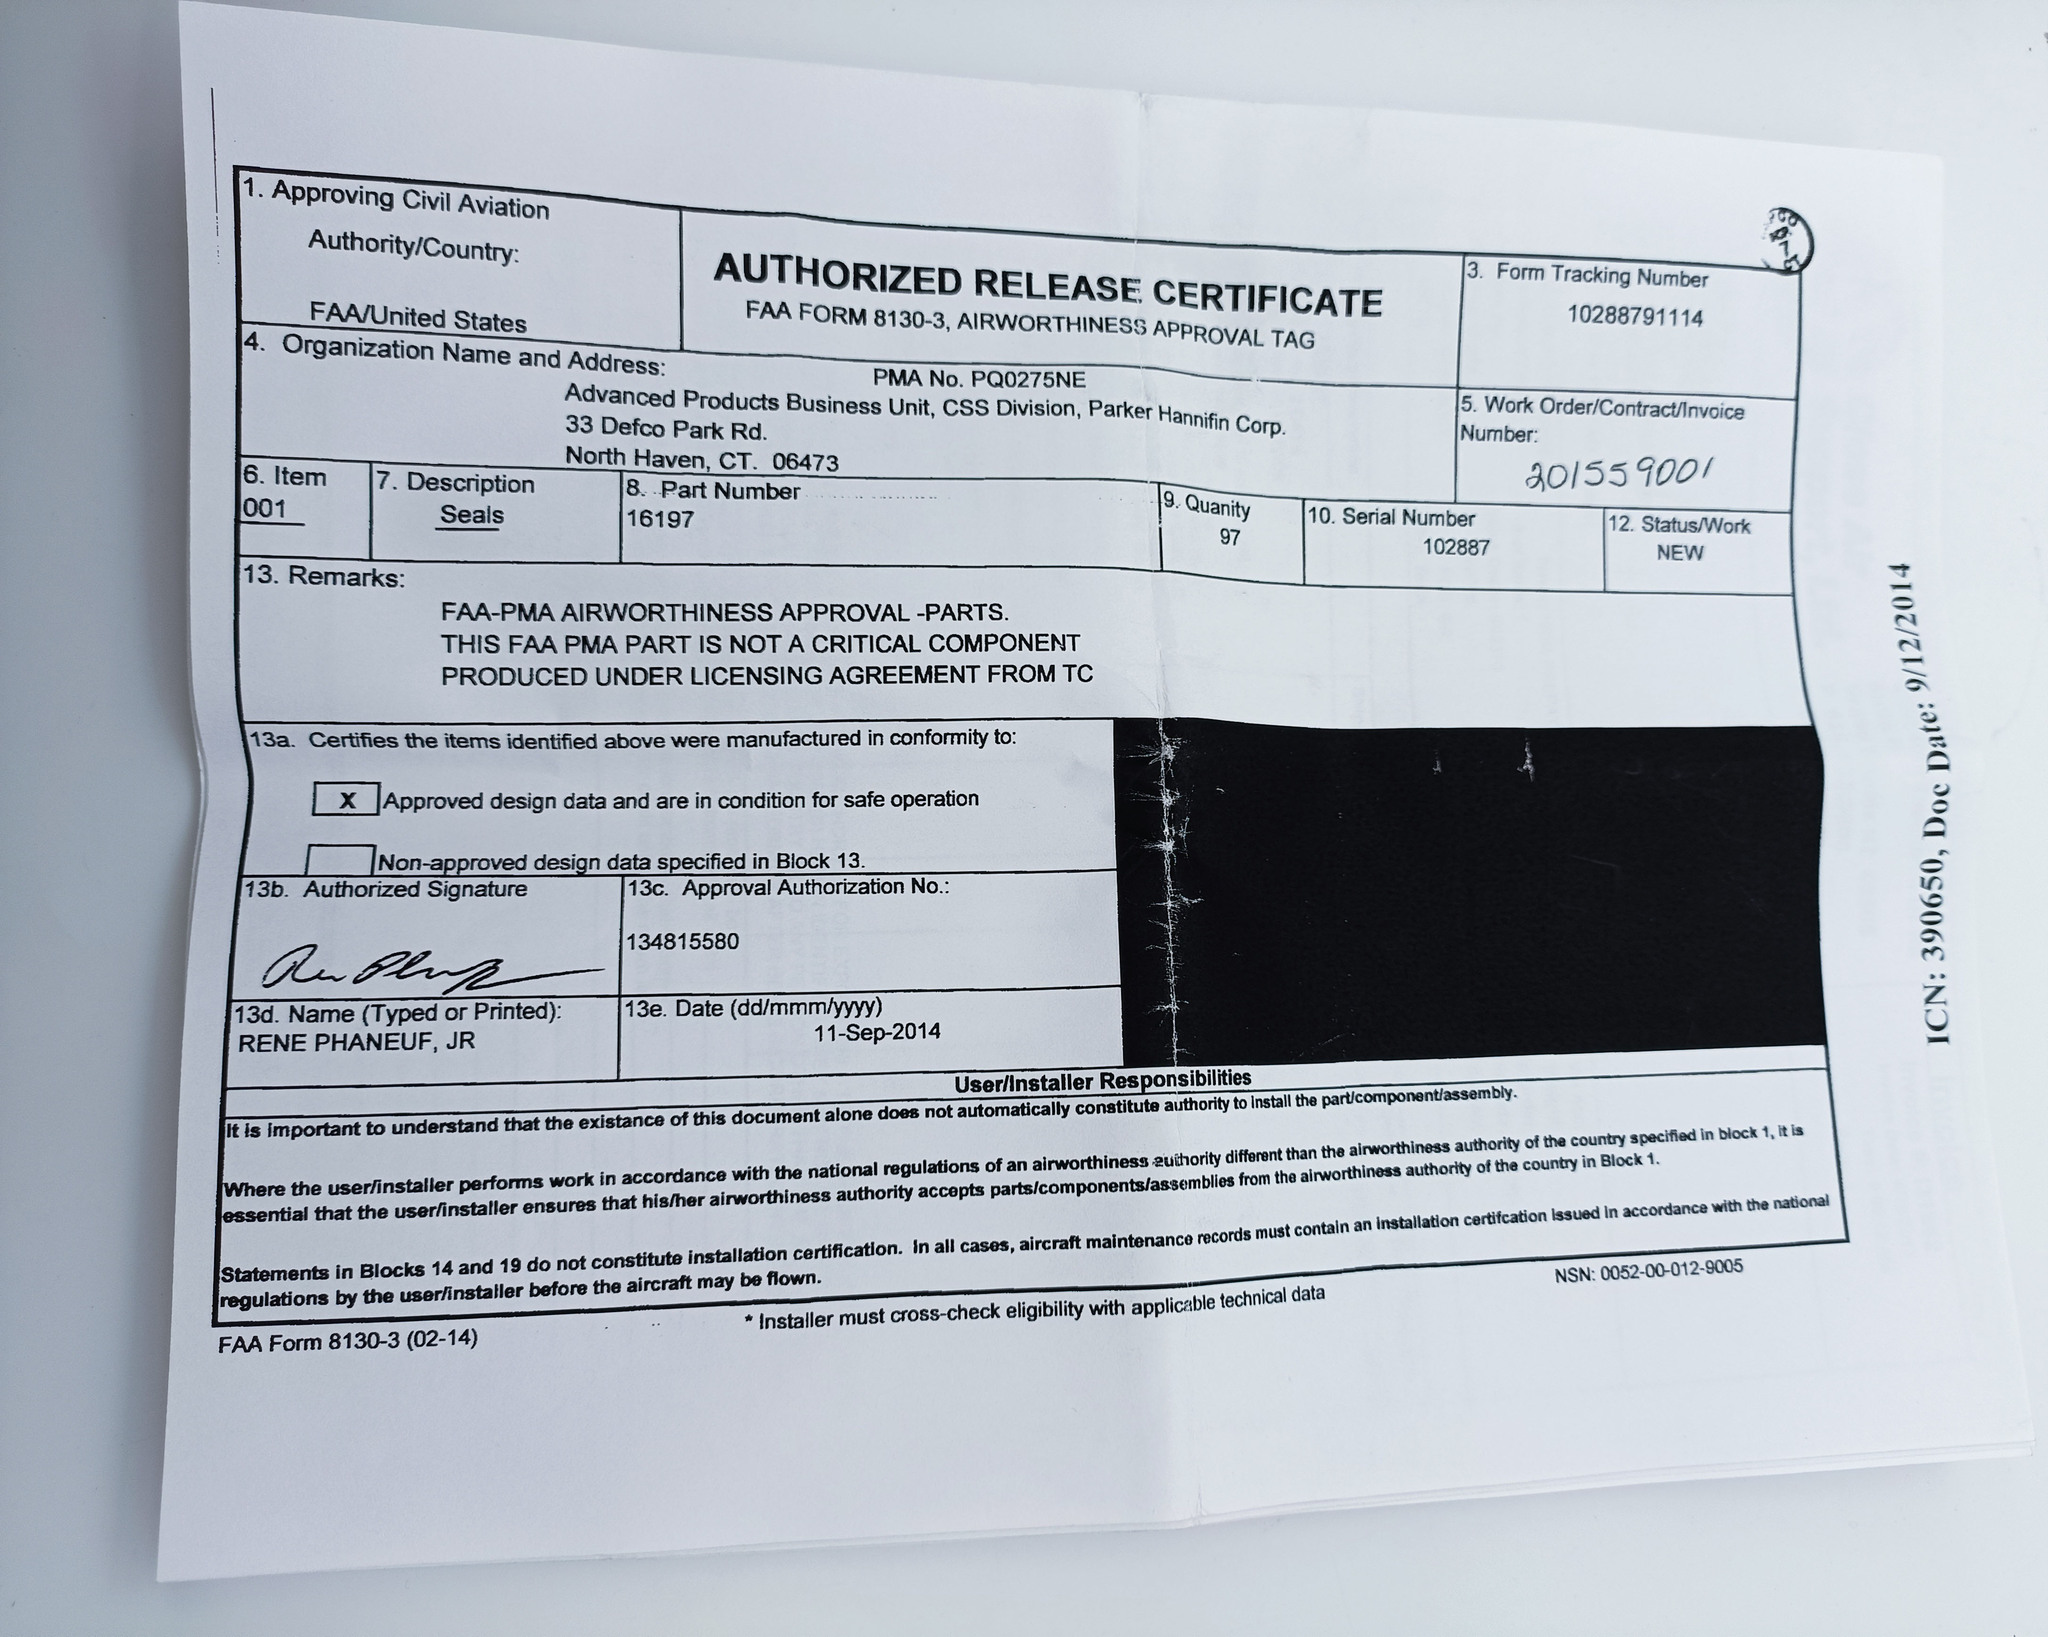 1. Approving Civil Aviation
Authority/Country:
FAA/United States
AUTHORIZED RELEASE CERTIFICATE
FAA FORM 8130-3, AIRWORTHINESS APPROVAL TAG
3. Form Tracking Number
10288791114
4. Organization Name and Address:
PMA No. PQ0275NE
Advanced Products Business Unit, CSS Division, Parker Hannifin Corp.
33 Defco Park Rd.
North Haven, CT. 06473
5. Work Order/Contract/Invoice
Number:
201559001
6. Item
001
7. Description
Seals
8. Part Number
16197
9. Quanity
97
10. Serial Number
102887
12. Status/Work
NEW
13. Remarks:
FAA-PMA AIRWORTHINESS APPROVAL -PARTS.
THIS FAA PMA PART IS NOT A CRITICAL COMPONENT
PRODUCED UNDER LICENSING AGREEMENT FROM TC
13a. Certifies the items identified above were manufactured in conformity to:
X Approved design data and are in condition for safe operation
Non-approved design data specified in Block 13.
13b. Authorized Signature
13c. Approval Authorization No.:
134815580
13d. Name (Typed or Printed):
RENE PHANEUF, JR
13e. Date (dd/mmm/yyyy)
11-Sep-2014
User/Installer Responsibilities
It is important to understand that the existance of this document alone does not automatically constitute authority to install the part/component/assembly.
Where the user/installer performs work in accordance with the national regulations of an airworthiness authority different than the airworthiness authority of the country specified in block 1, it is
essential that the user/installer ensures that his/her airworthiness authority accepts parts/components/assemblies from the airworthiness authority of the country in Block 1.
Statements in Blocks 14 and 19 do not constitute installation certification. In all cases, aircraft maintenance records must contain an installation certifcation issued in accordance with the national
regulations by the user/installer before the aircraft may be flown.
FAA Form 8130-3 (02-14)
* Installer must cross-check eligibility with applicable technical data
NSN: 0052-00-012-9005
ICN: 390650, Doc Date: 9/12/2014